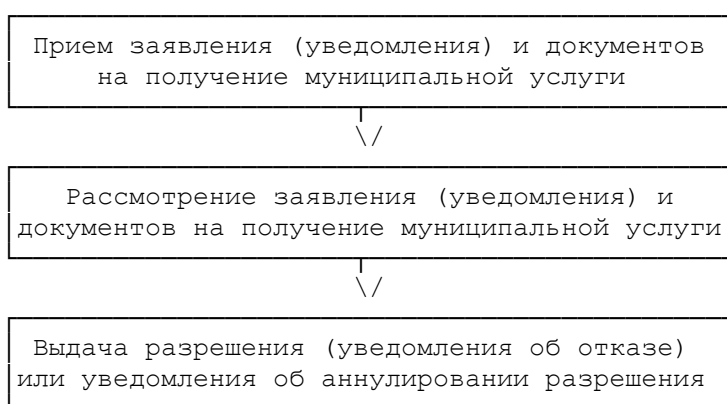 Прием заявления (уведомления) и документов
на получение муниципальной услуги
\/
Рассмотрение заявления (уведомления) и
документов на получение муниципальной услуги
\/
Выдача разрешения (уведомления об отказе)
или уведомления об аннулировании разрешения